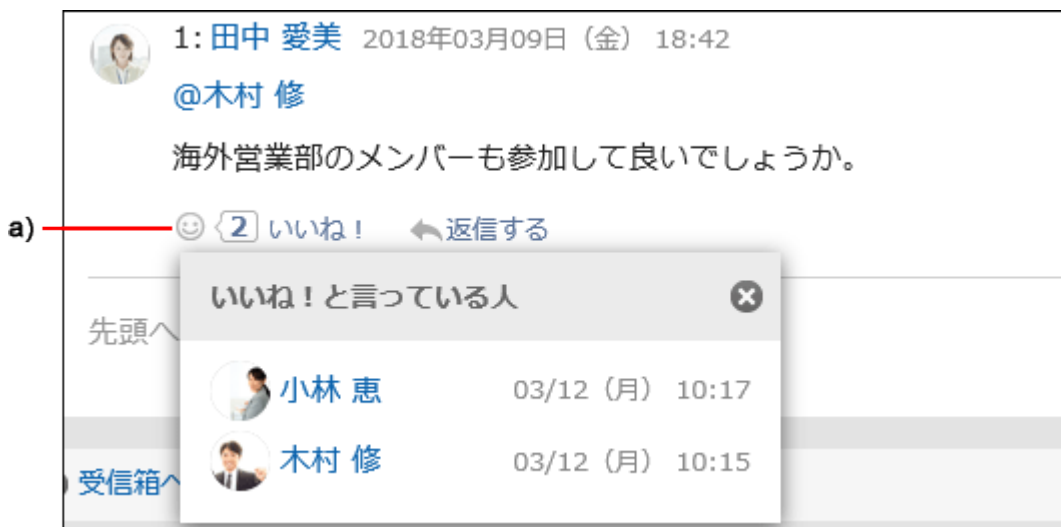 1: 田中 愛美 2018年03月09日（金） 18:42
@木村 修
海外営業部のメンバーも参加して良いでしょうか。
a)
2 いいね！ 返信する
いいね！と言っている人
先頭へ
小林 恵 03/12（月） 10:17
木村 修 03/12（月） 10:15
受信箱へ